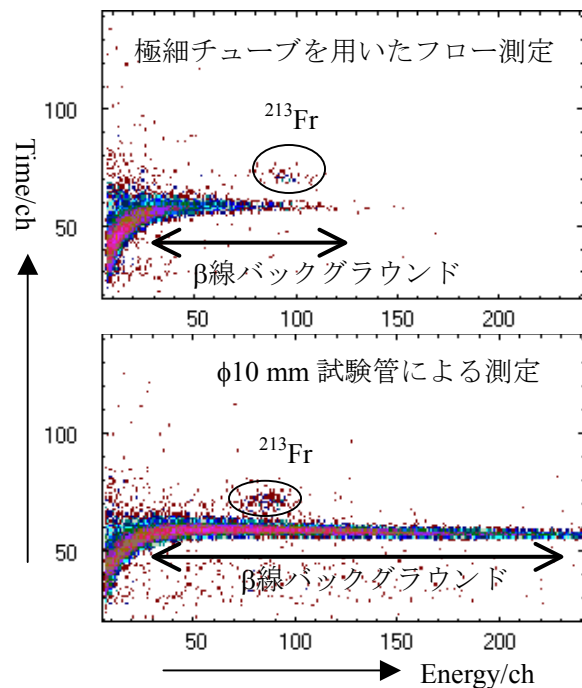 極細チューブを用いたフロー測定
²¹³Fr
100
50
β線バックグラウンド
50
100
150
200
Time/ch
φ10 mm 試験管による測定
²¹³Fr
100
50
β線バックグラウンド
50
100
150
200
Energy/ch